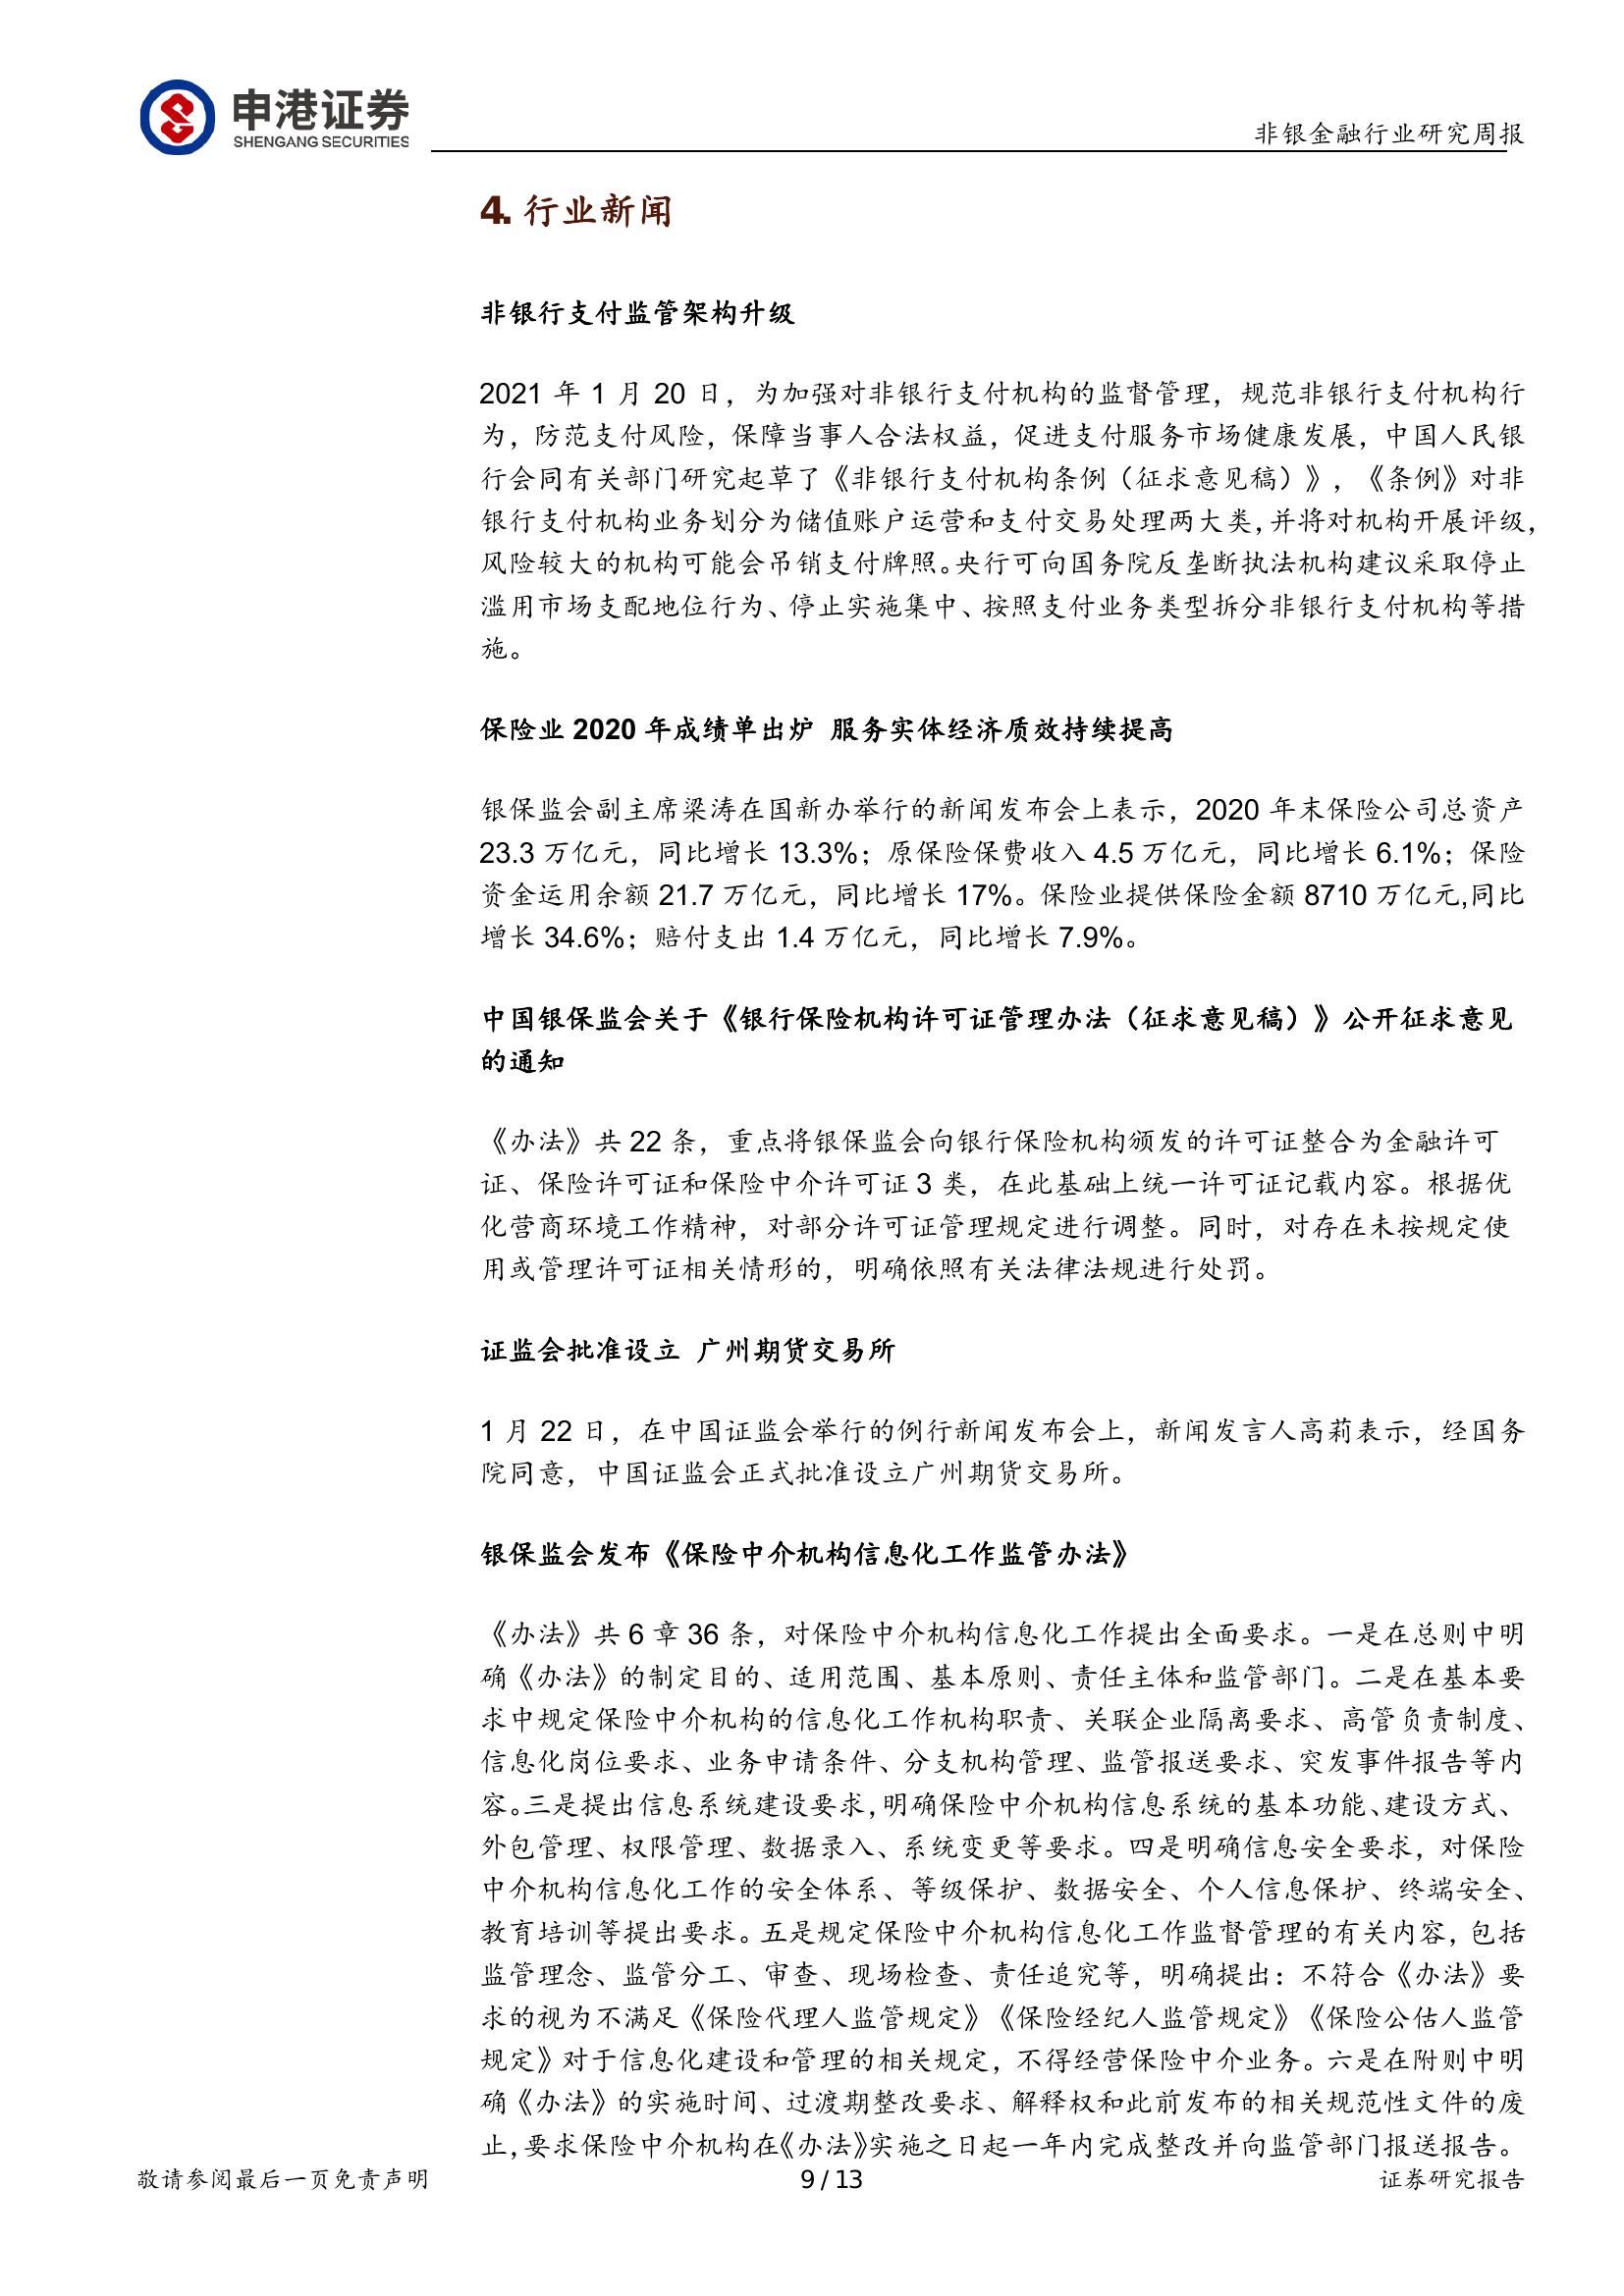 申港证券
SHENGANG SECURITIES
非银金融行业研究周报
4. 行业新闻
非银行支付监管架构升级
2021 年 1 月 20 日，为加强对非银行支付机构的监督管理，规范非银行支付机构行
为，防范支付风险，保障当事人合法权益，促进支付服务市场健康发展，中国人民银
行会同有关部门研究起草了《非银行支付机构条例（征求意见稿）》，《条例》对非
银行支付机构业务划分为储值账户运营和支付交易处理两大类，并将对机构开展评级，
风险较大的机构可能会吊销支付牌照。央行可向国务院反垄断执法机构建议采取停止
滥用市场支配地位行为、停止实施集中、按照支付业务类型拆分非银行支付机构等措
施。
保险业 2020 年成绩单出炉 服务实体经济质效持续提高
银保监会副主席梁涛在国新办举行的新闻发布会上表示，2020 年末保险公司总资产
23.3 万亿元，同比增长 13.3%；原保险保费收入 4.5 万亿元，同比增长 6.1%；保险
资金运用余额 21.7 万亿元，同比增长 17%。保险业提供保险金额 8710 万亿元,同比
增长 34.6%；赔付支出 1.4 万亿元，同比增长 7.9%。
中国银保监会关于《银行保险机构许可证管理办法（征求意见稿）》公开征求意见
的通知
《办法》共 22 条，重点将银保监会向银行保险机构颁发的许可证整合为金融许可
证、保险许可证和保险中介许可证 3 类，在此基础上统一许可证记载内容。根据优
化营商环境工作精神，对部分许可证管理规定进行调整。同时，对存在未按规定使
用或管理许可证相关情形的，明确依照有关法律法规进行处罚。
证监会批准设立 广州期货交易所
1 月 22 日，在中国证监会举行的例行新闻发布会上，新闻发言人高莉表示，经国务
院同意，中国证监会正式批准设立广州期货交易所。
银保监会发布《保险中介机构信息化工作监管办法》
《办法》共 6 章 36 条，对保险中介机构信息化工作提出全面要求。一是在总则中明
确《办法》的制定目的、适用范围、基本原则、责任主体和监管部门。二是在基本要
求中规定保险中介机构的信息化工作机构职责、关联企业隔离要求、高管负责制度、
信息化岗位要求、业务申请条件、分支机构管理、监管报送要求、突发事件报告等内
容。三是提出信息系统建设要求，明确保险中介机构信息系统的基本功能、建设方式、
外包管理、权限管理、数据录入、系统变更等要求。四是明确信息安全要求，对保险
中介机构信息化工作的安全体系、等级保护、数据安全、个人信息保护、终端安全、
教育培训等提出要求。五是规定保险中介机构信息化工作监督管理的有关内容，包括
监管理念、监管分工、审查、现场检查、责任追究等，明确提出：不符合《办法》要
求的视为不满足《保险代理人监管规定》《保险经纪人监管规定》《保险公估人监管
规定》对于信息化建设和管理的相关规定，不得经营保险中介业务。六是在附则中明
确《办法》的实施时间、过渡期整改要求、解释权和此前发布的相关规范性文件的废
止，要求保险中介机构在《办法》实施之日起一年内完成整改并向监管部门报送报告。
敬请参阅最后一页免责声明
9 / 13
证券研究报告